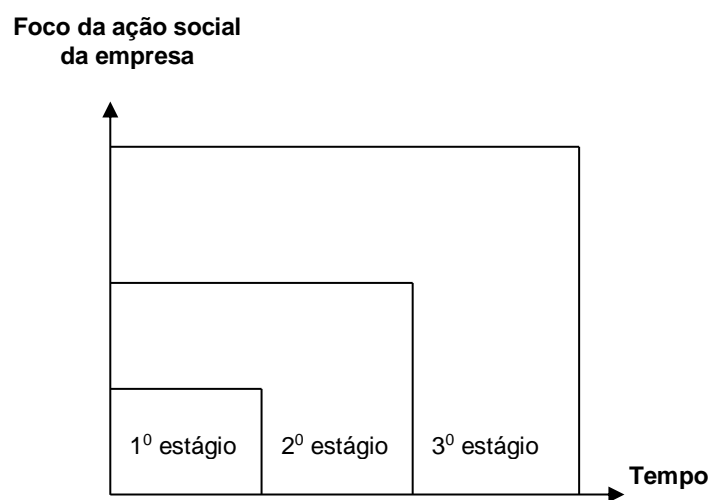 Foco da ação social
da empresa
1⁰ estágio
2⁰ estágio
3⁰ estágio
Tempo